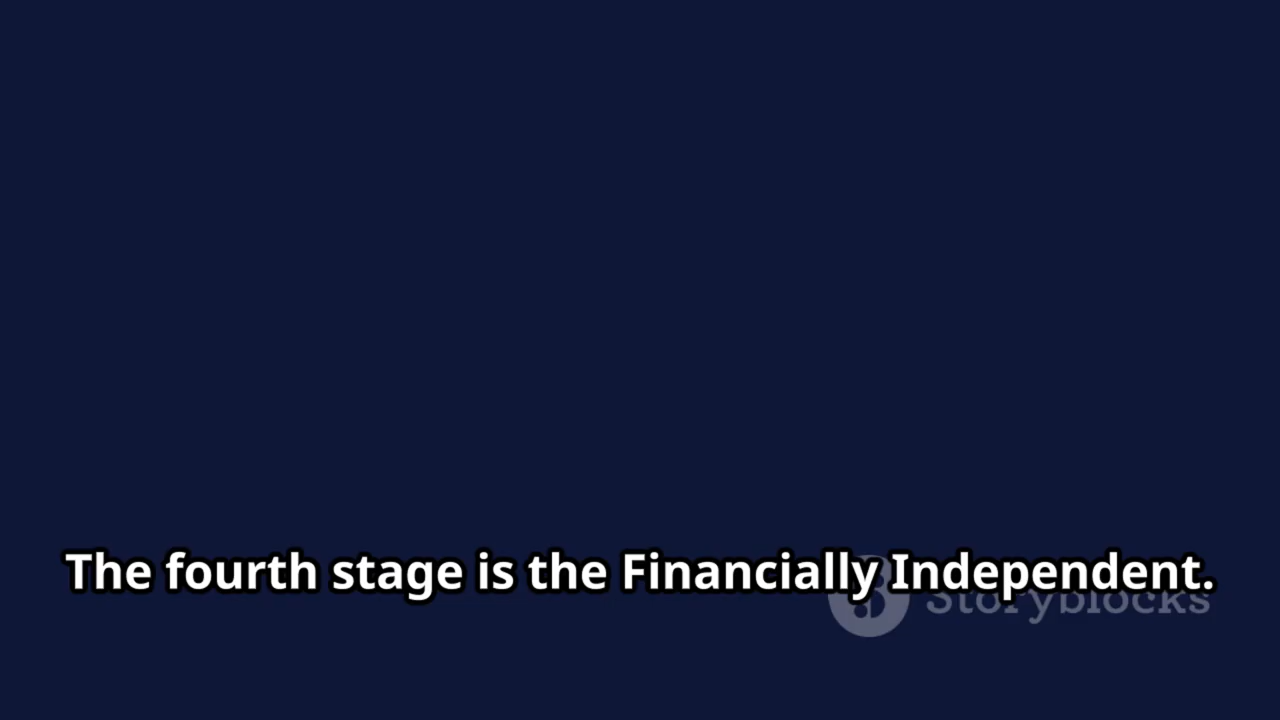 The fourth stage is the Financially Independent.
Storyblocks